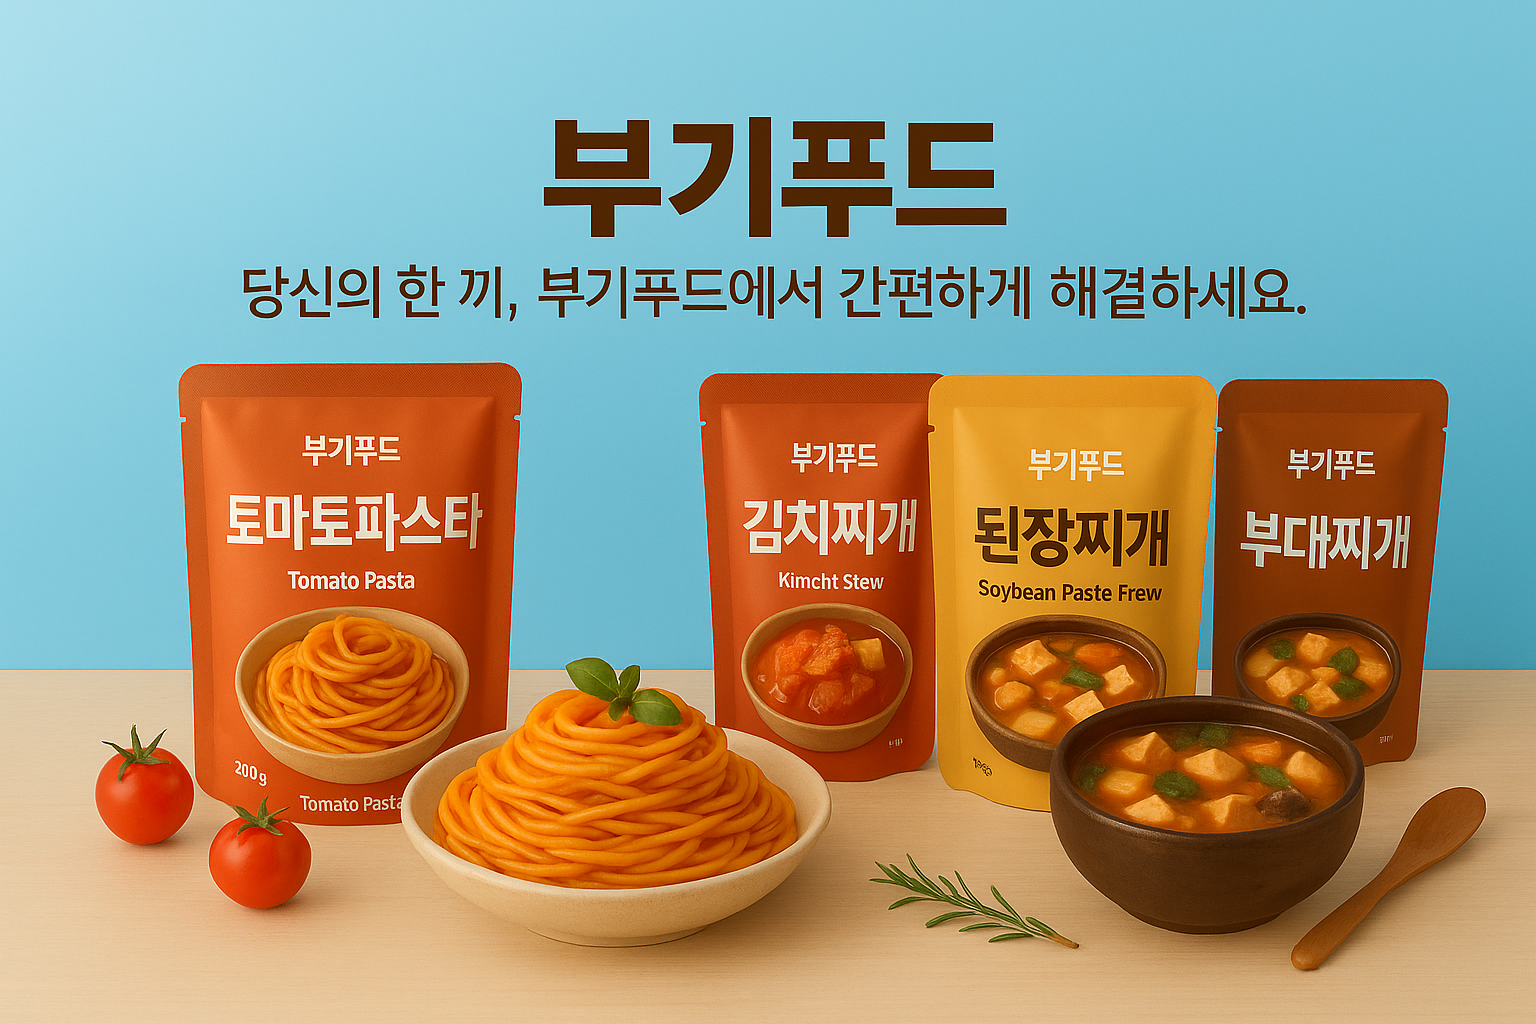 부기푸드
당신의 한 끼, 부기푸드에서 간편하게 해결하세요.
부기푸드
토마토파스타
Tomato Pasta
200g
Tomato Pasta
부기푸드
김치찌개
Kimcht Stew
부기푸드
된장찌개
Soybean Paste Frew
부기푸드
부대찌개